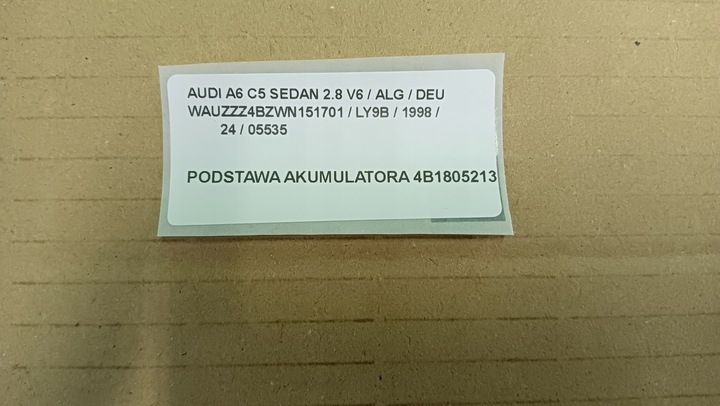 AUDI A6 C5 SEDAN 2.8 V6 / ALG / DEU
WAUZZZ4BZWN151701 / LY9B / 1998 /
24 / 05535
PODSTAWA AKUMULATORA 4B1805213